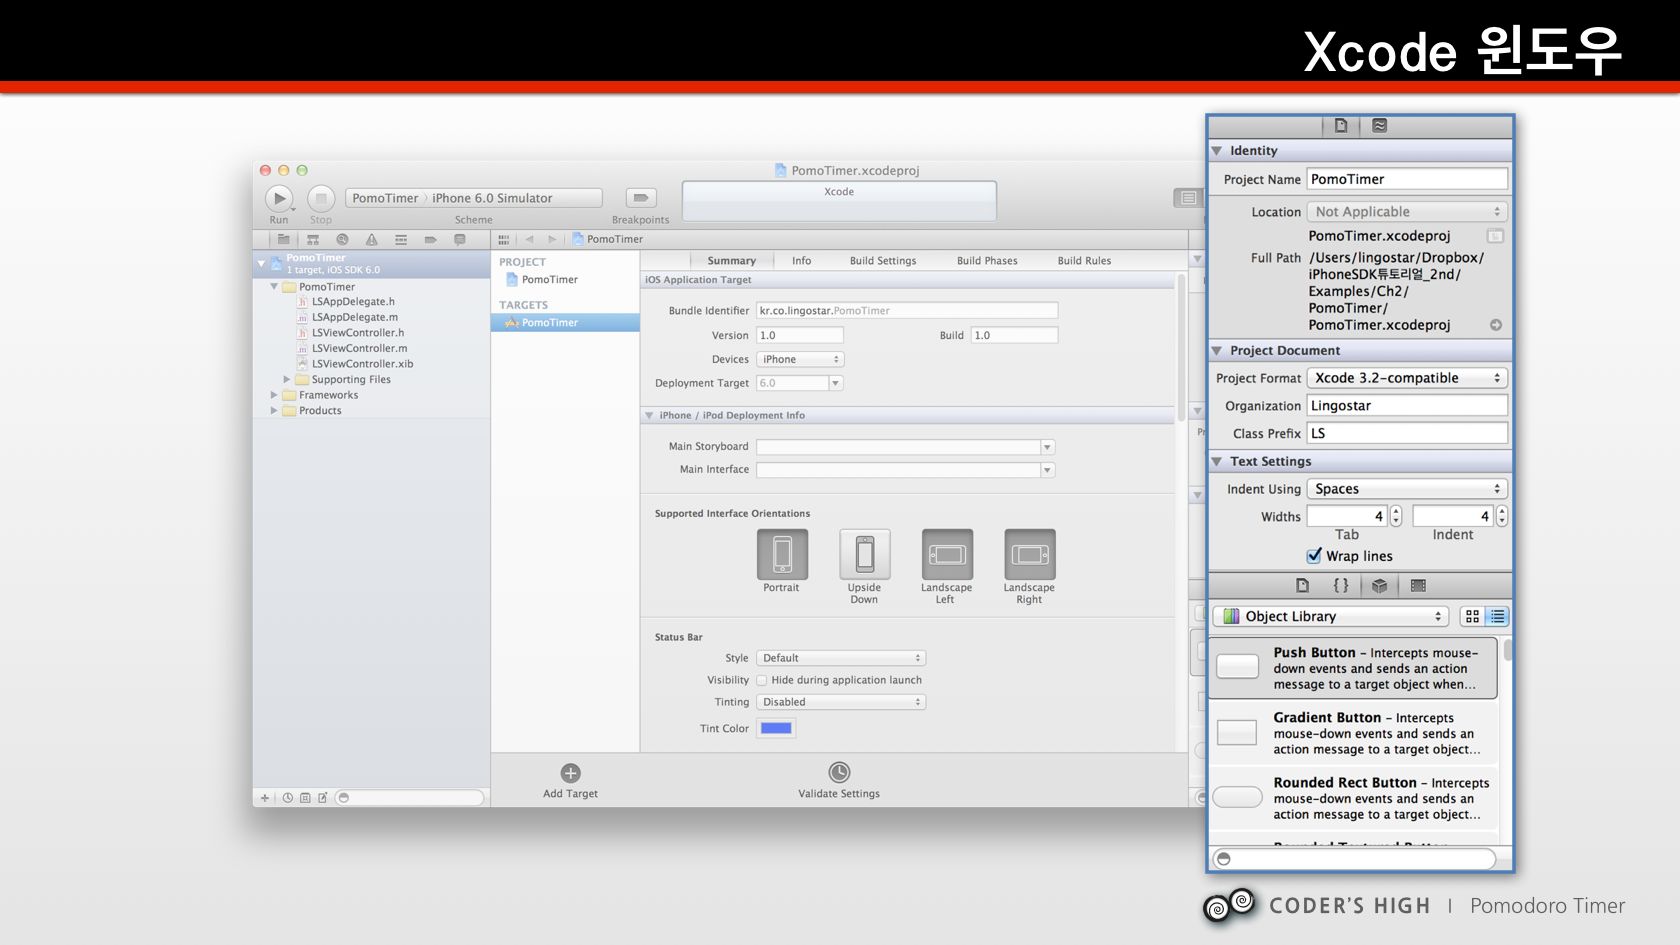 Xcode 윈도우
PomoTimer.xcodeproj
Run
Stop
PomoTimer 〉 iPhone 6.0 Simulator
Scheme
Breakpoints
Xcode
PomoTimer
PomoTimer
1 target, iOS SDK 6.0
PomoTimer
LSAppDelegate.h
LSAppDelegate.m
LSViewController.h
LSViewController.m
LSViewController.xib
Supporting Files
Frameworks
Products
PROJECT
PomoTimer
TARGETS
PomoTimer
Summary Info Build Settings Build Phases Build Rules
iOS Application Target
Bundle Identifier kr.co.lingostar.PomoTimer
Version 1.0 Build 1.0
Devices iPhone
Deployment Target 6.0
iPhone / iPod Deployment Info
Main Storyboard
Main Interface
Supported Interface Orientations
Portrait
Upside
Down
Landscape
Left
Landscape
Right
Status Bar
Style Default
Visibility Hide during application launch
Tinting Disabled
Tint Color
Add Target
Validate Settings
Identity
Project Name PomoTimer
Location Not Applicable
PomoTimer.xcodeproj
Full Path /Users/lingostar/Dropbox/
iPhoneSDK튜토리얼_2nd/
Examples/Ch2/
PomoTimer/
PomoTimer.xcodeproj
Project Document
Project Format Xcode 3.2-compatible
Organization Lingostar
Class Prefix LS
Text Settings
Indent Using Spaces
Widths 4 4
Tab Indent
Wrap lines
{ }
Object Library
Push Button – Intercepts mouse-
down events and sends an action
message to a target object when...
Gradient Button – Intercepts
mouse-down events and sends an
action message to a target object...
Rounded Rect Button – Intercepts
mouse-down events and sends an
action message to a target object...
CODER'S HIGH | Pomodoro Timer